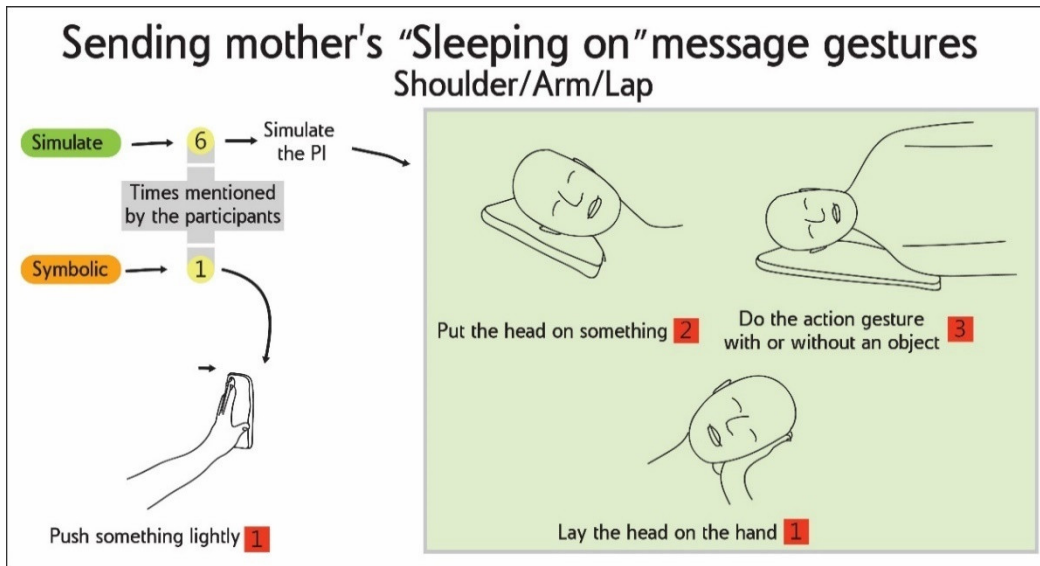 Sending mother's "Sleeping on" message gestures
Shoulder/Arm/Lap
Simulate
6
Simulate
the PI
Times mentioned
by the participants
Symbolic
1
Put the head on something 2
Do the action gesture
with or without an object 3
Push something lightly 1
Lay the head on the hand 1